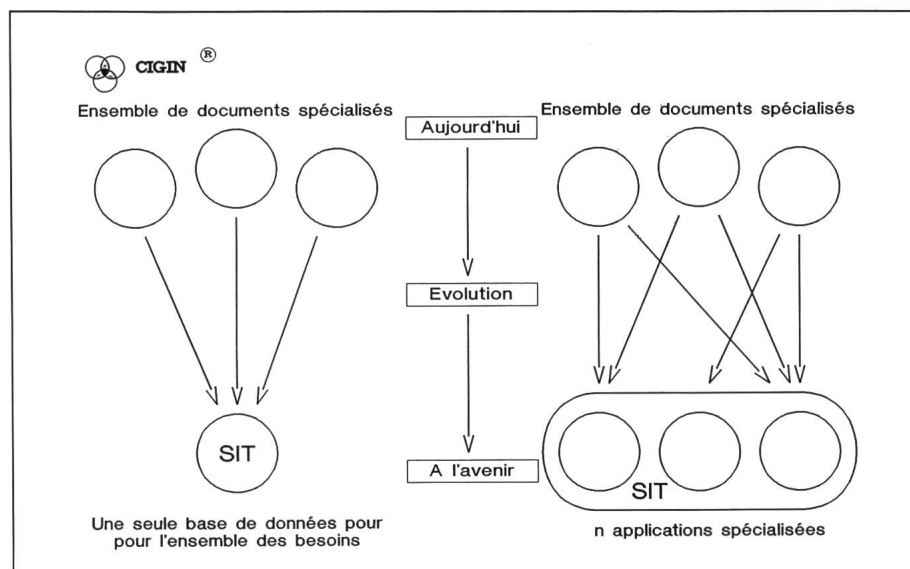 CIGIN ®
Ensemble de documents spécialisés
Aujourd'hui
Ensemble de documents spécialisés
Evolution
SIT
A l'avenir
SIT
Une seule base de données pour
pour l'ensemble des besoins
n applications spécialisées